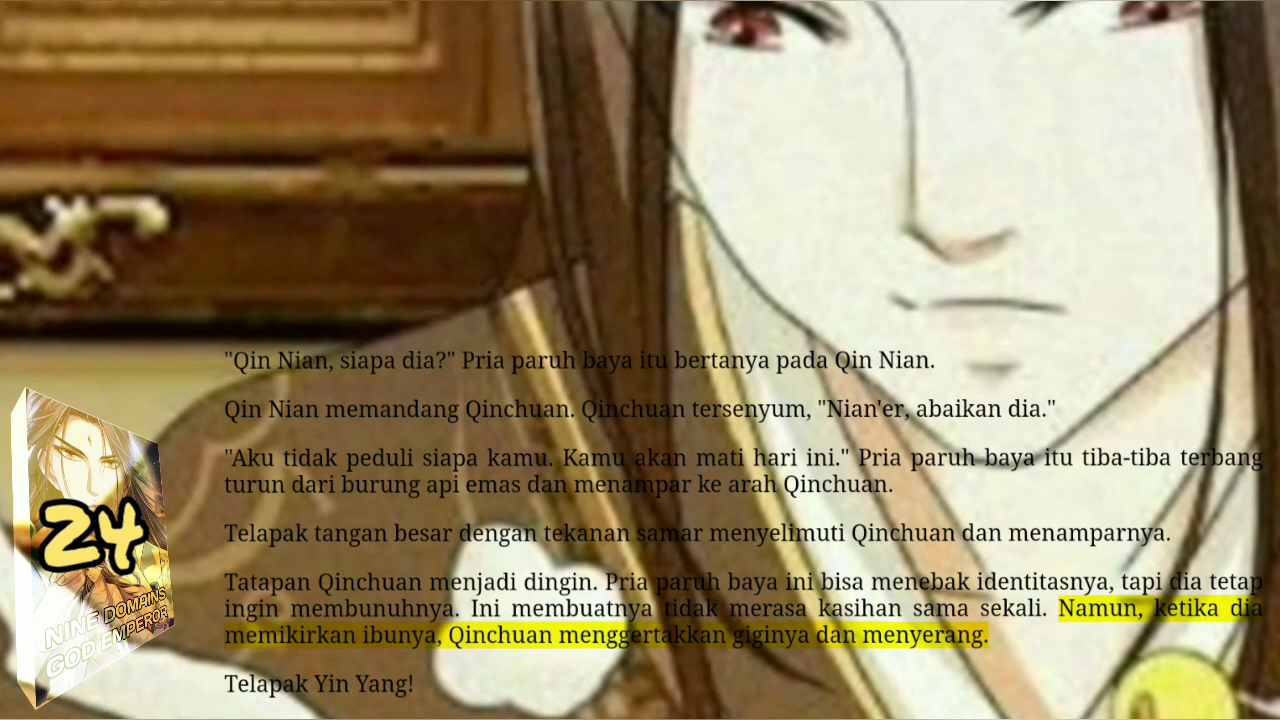 "Qin Nian, siapa dia?" Pria paruh baya itu bertanya pada Qin Nian.
Qin Nian memandang Qinchuan. Qinchuan tersenyum, "Nian'er, abaikan dia."
"Aku tidak peduli siapa kamu. Kamu akan mati hari ini." Pria paruh baya itu tiba-tiba terbang
turun dari burung api emas dan menampar ke arah Qinchuan.
Telapak tangan besar dengan tekanan samar menyelimuti Qinchuan dan menamparnya.
Tatapan Qinchuan menjadi dingin. Pria paruh baya ini bisa menebak identitasnya, tapi dia tetap
ingin membunuhnya. Ini membuatnya tidak merasa kasihan sama sekali. Namun, ketika dia
memikirkan ibunya, Qinchuan menggertakkan giginya dan menyerang.
Telapak Yin Yang!
24
NINE DOMAINS
GOD EMPEROR